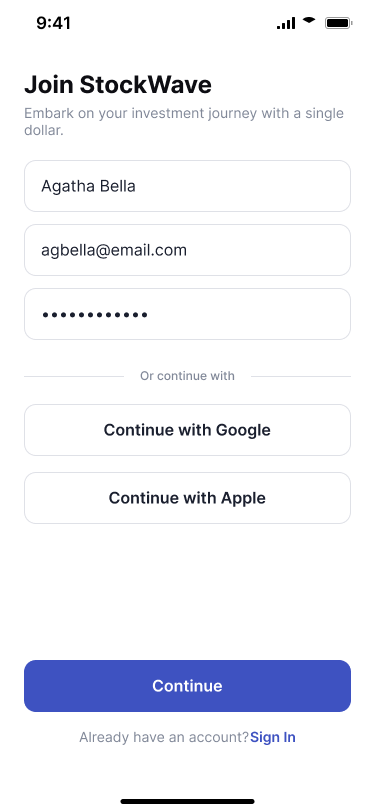 9:41
Join StockWave
Embark on your investment journey with a single
dollar.
Agatha Bella
agbella@email.com
••••••••••••
Or continue with
Continue with Google
Continue with Apple
Continue
Already have an account?Sign In